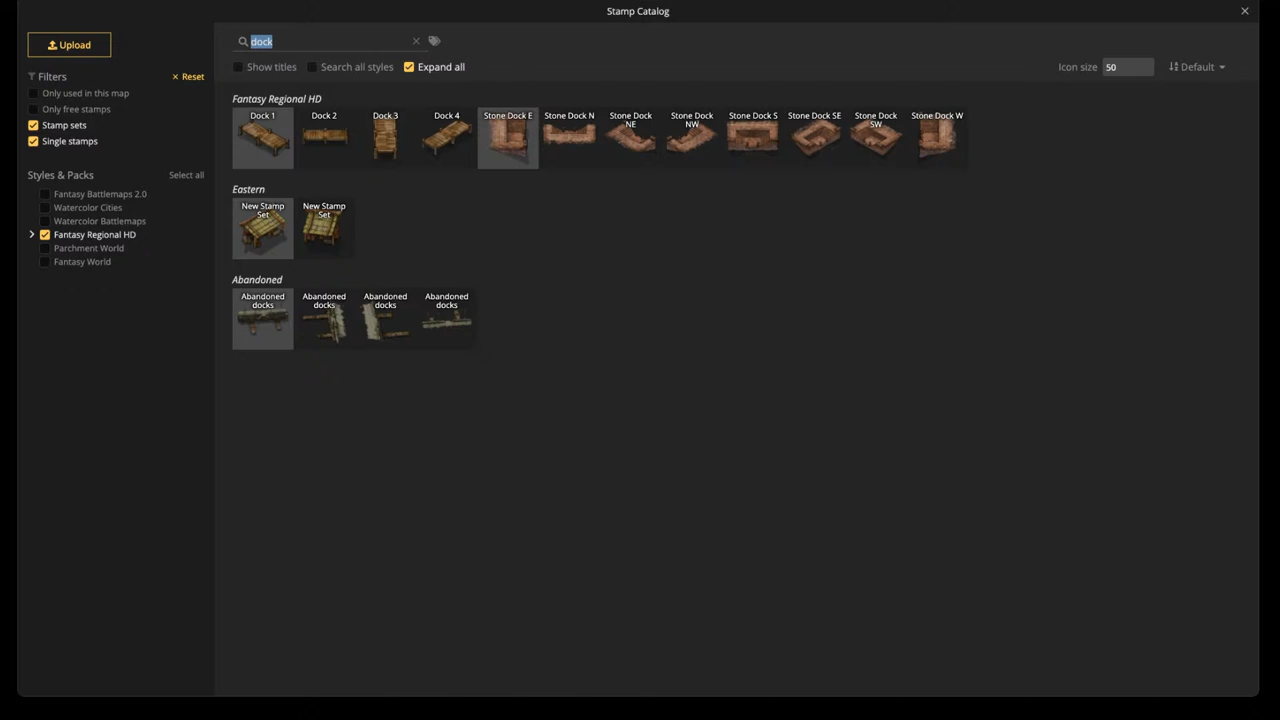 Stamp Catalog
Upload
dock
Filters
Reset
Show titles
Search all styles
Expand all
Icon size
50
Default
Only used in this map
Only free stamps
Stamp sets
Single stamps
Styles & Packs
Select all
Fantasy Battlemaps 2.0
Watercolor Cities
Watercolor Battlemaps
Fantasy Regional HD
Parchment World
Fantasy World
Fantasy Regional HD
Dock 1
Dock 2
Dock 3
Dock 4
Stone Dock E
Stone Dock N
Stone Dock
NE
Stone Dock
NW
Stone Dock S
Stone Dock SE
Stone Dock
SW
Stone Dock W
Eastern
New Stamp
Set
New Stamp
Set
Abandoned
Abandoned
docks
Abandoned
docks
Abandoned
docks
Abandoned
docks